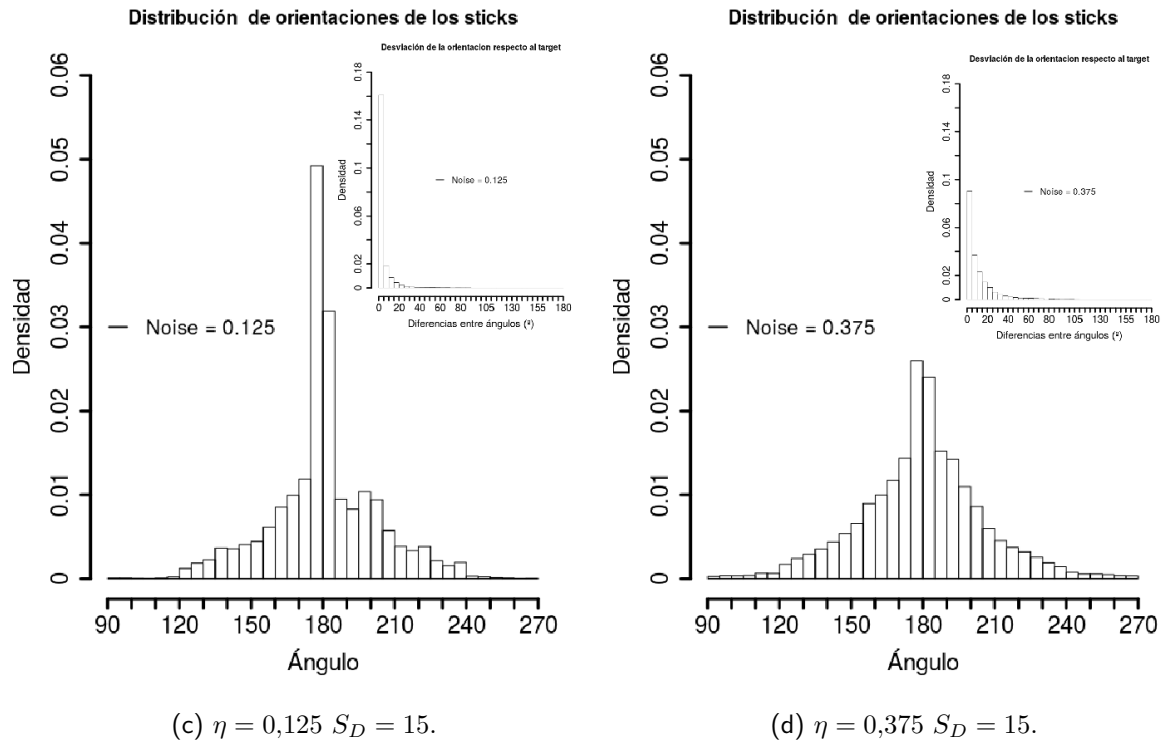 Distribución de orientaciones de los sticks
Desviación de la orientacion respecto al target
Densidad
0.18
0.14
0.1
0.06
0.02
0
Noise = 0.125
0 20 40 60 80 105 130 155 180
Diferencias entre ángulos (º)
Densidad
0.06
0.05
0.04
0.03
0.02
0.01
0
Noise = 0.125
90 120 150 180 210 240 270
Ángulo
(c) η = 0,125 S_D = 15.
Distribución de orientaciones de los sticks
Desviación de la orientacion respecto al target
Densidad
0.18
0.14
0.1
0.06
0.02
0
Noise = 0.375
0 20 40 60 80 105 130 155 180
Diferencias entre ángulos (º)
Densidad
0.06
0.05
0.04
0.03
0.02
0.01
0
Noise = 0.375
90 120 150 180 210 240 270
Ángulo
(d) η = 0,375 S_D = 15.